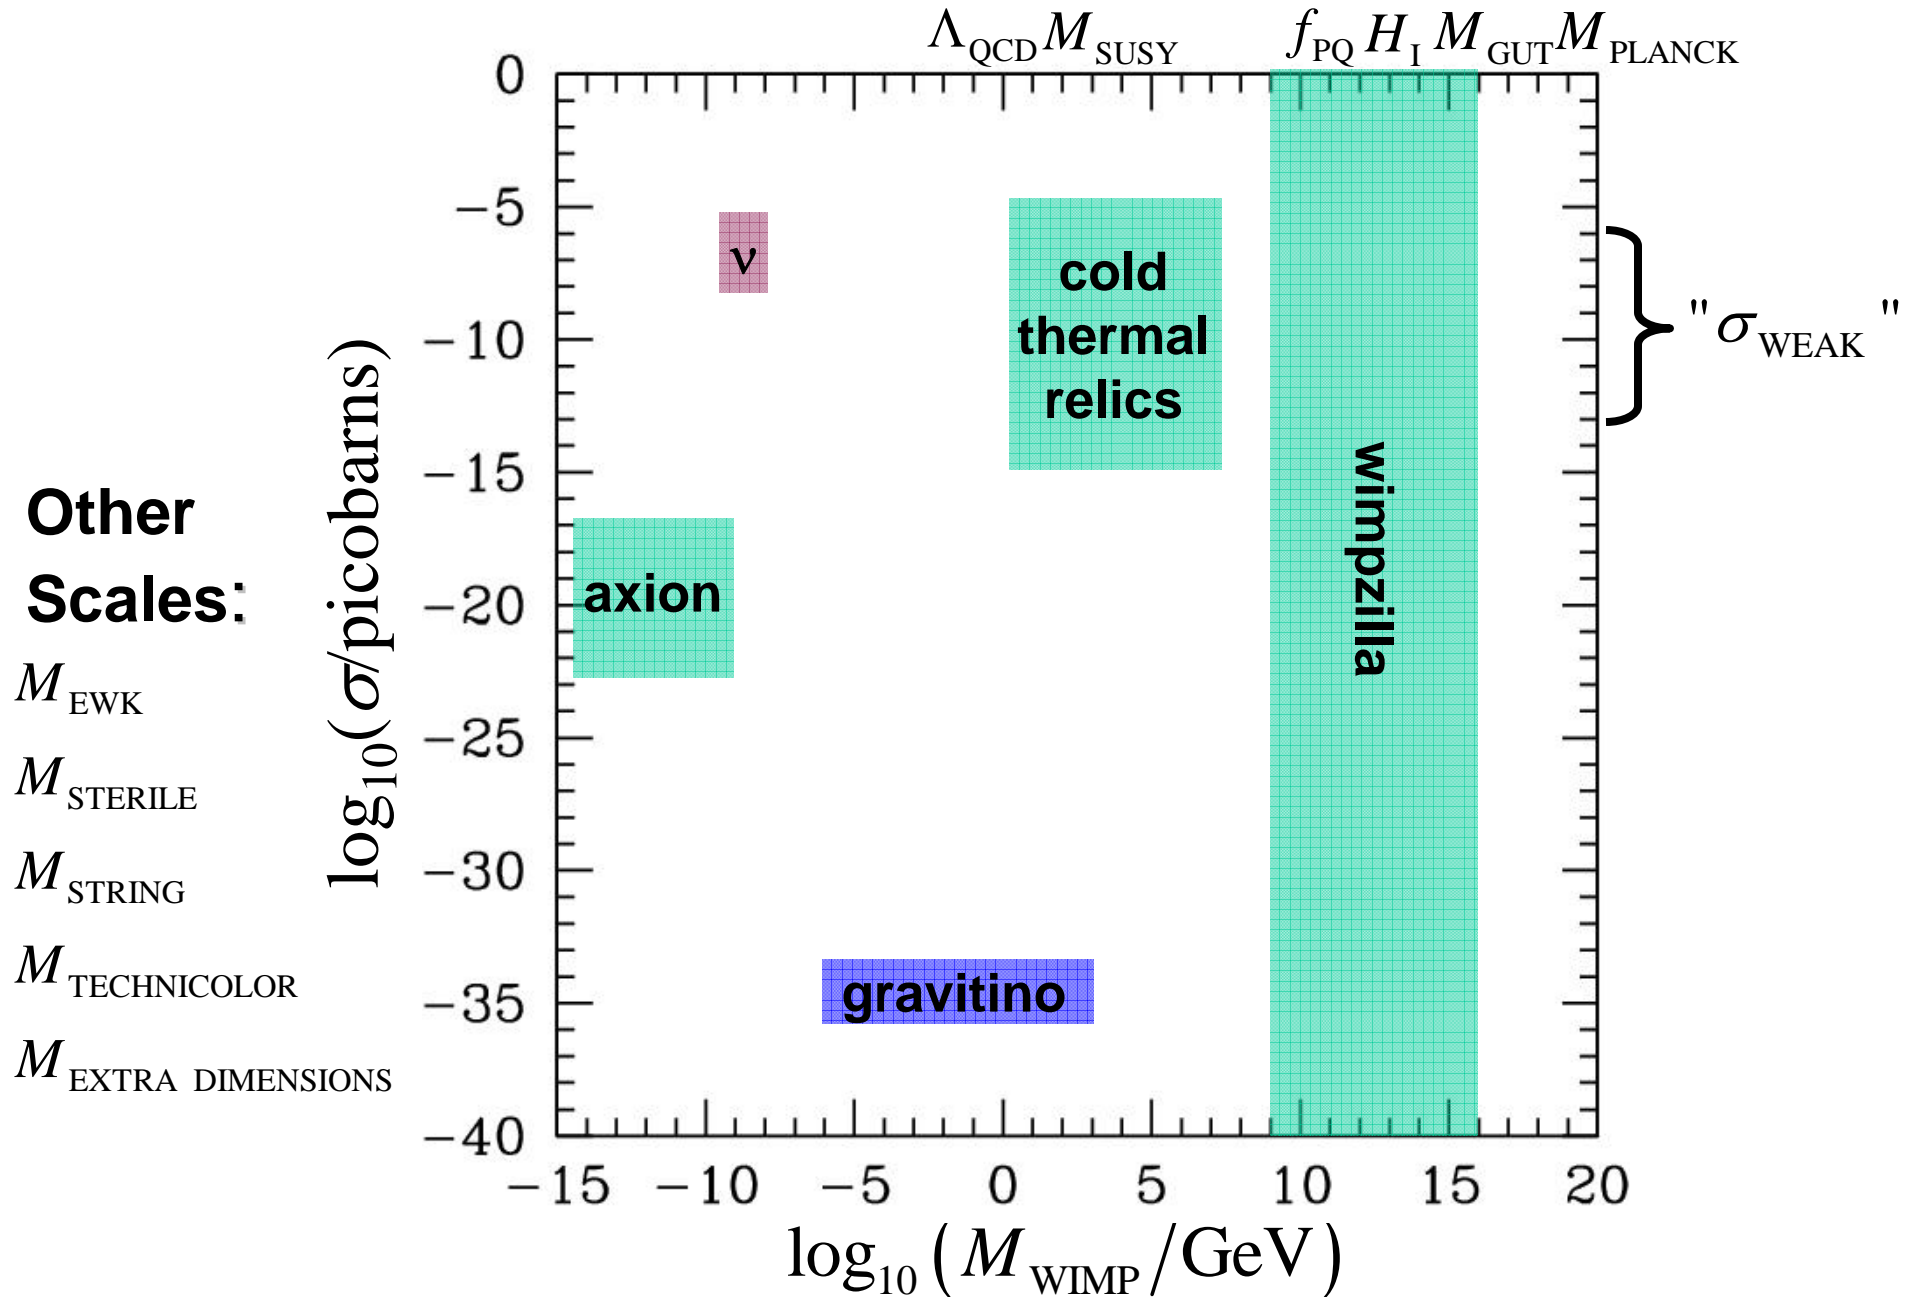 Λ_QCD M_SUSY f_PQ H_I M_GUT M_PLANCK
0
−5
−10
−15
−20
−25
−30
−35
−40
log₁₀(σ/picobarns)
ν
cold
thermal
relics
axion
wimpzilla
gravitino
"σ_WEAK"
Other
Scales:
M_EWK
M_STERILE
M_STRING
M_TECHNICOLOR
M_EXTRA DIMENSIONS
−15 −10 −5 0 5 10 15 20
log₁₀(M_WIMP/GeV)